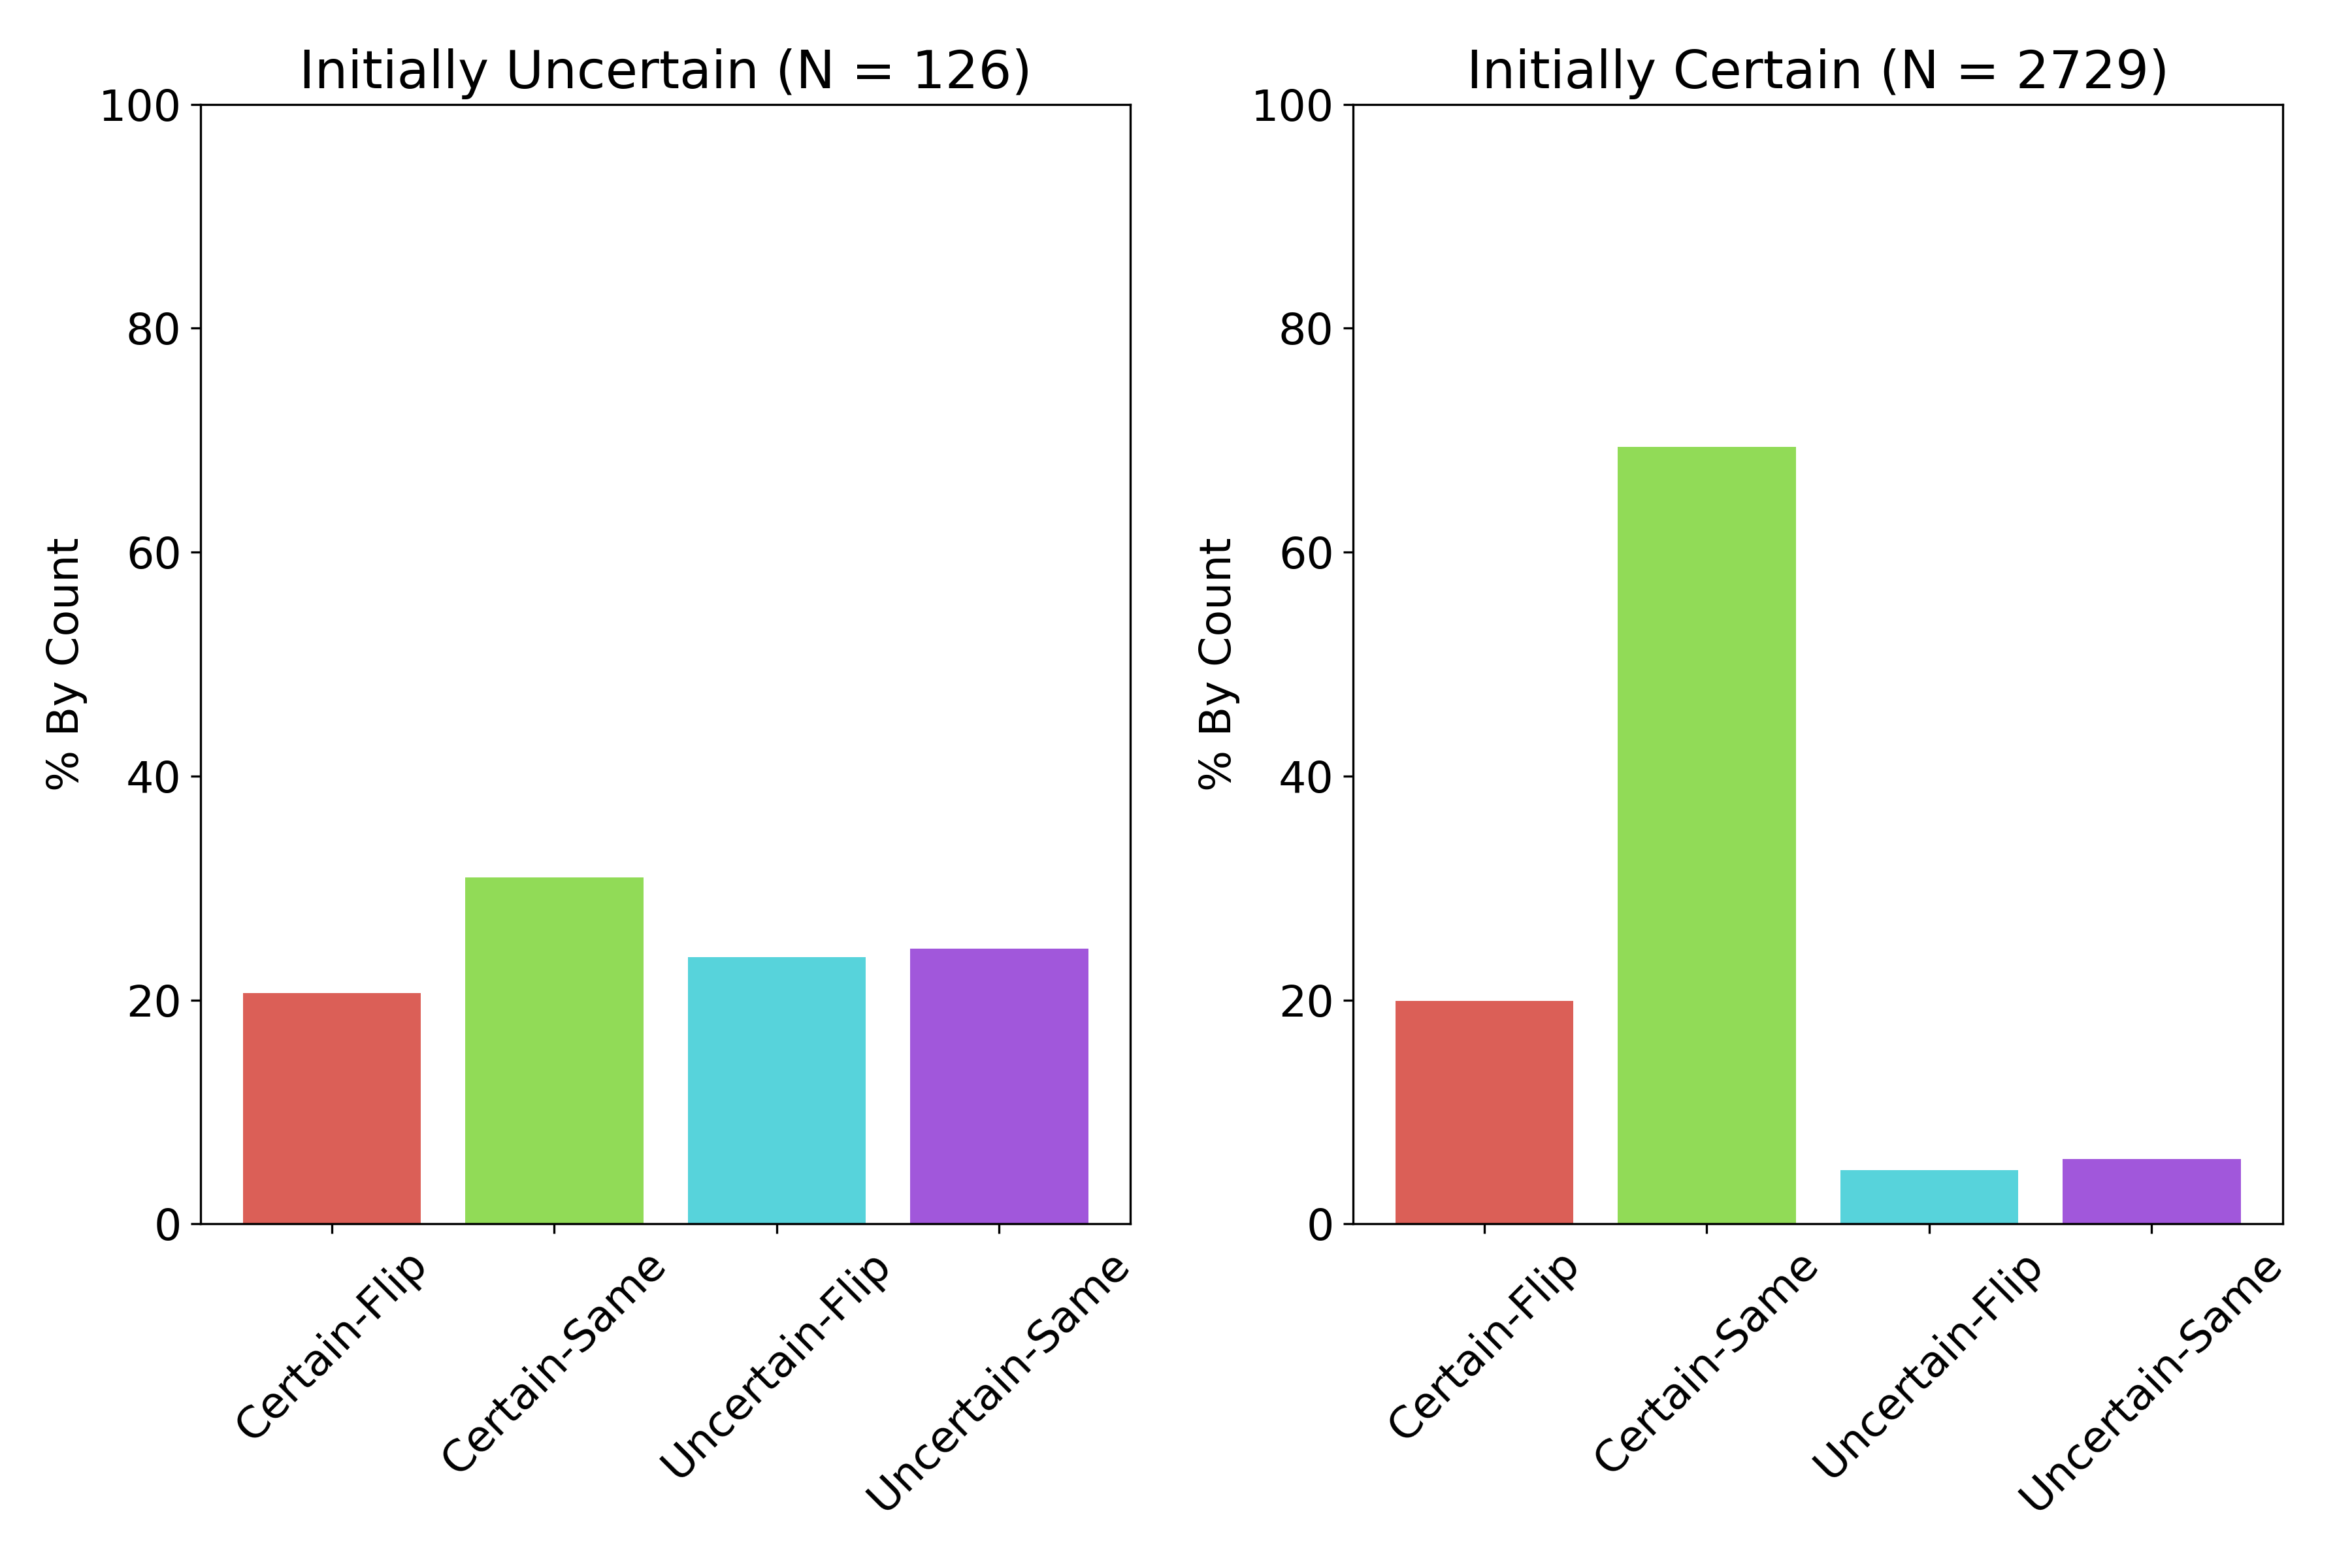 Initially Uncertain (N = 126)
% By Count
100
80
60
40
20
0
Certain-Flip
Certain-Same
Uncertain-Flip
Uncertain-Same
Initially Certain (N = 2729)
% By Count
100
80
60
40
20
0
Certain-Flip
Certain-Same
Uncertain-Flip
Uncertain-Same